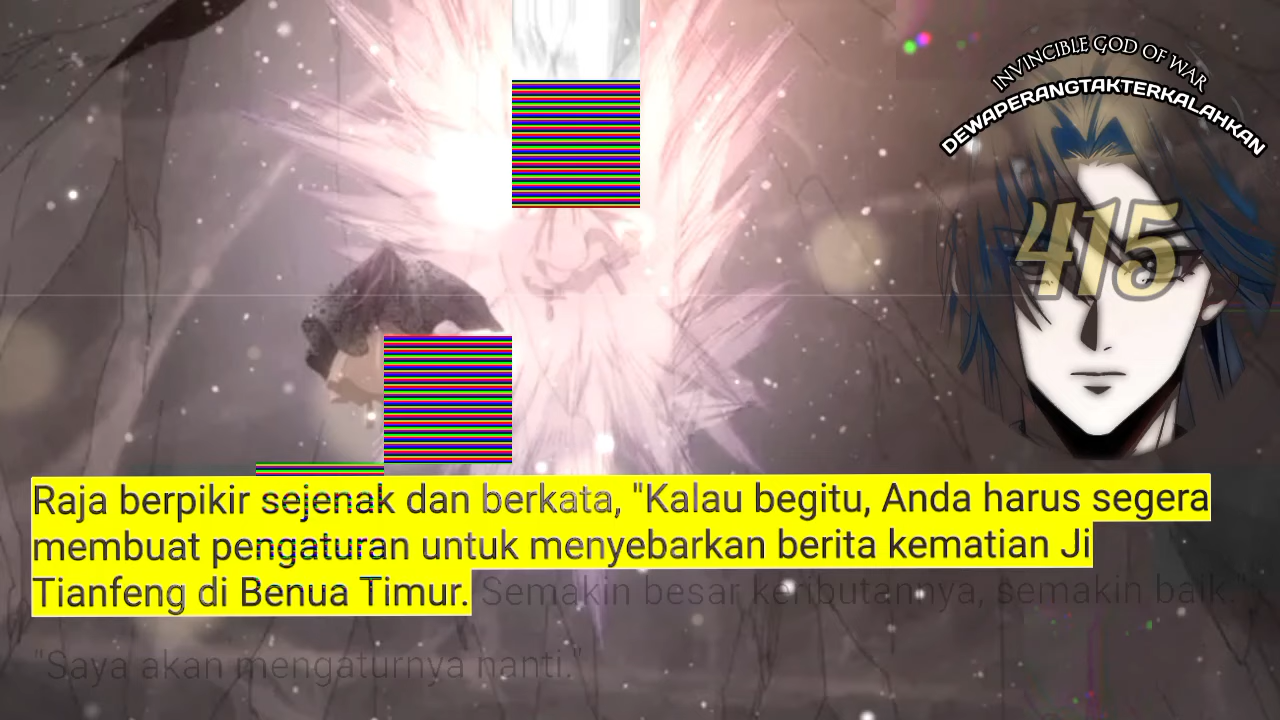 INVINCIBLE GOD OF WAR
DEWAPERANGTAKTERKALAHKAN
415
Raja berpikir sejenak dan berkata, "Kalau begitu, Anda harus segera
membuat pengaturan untuk menyebarkan berita kematian Ji
Tianfeng di Benua Timur. Semakin besar keributannya, semakin baik."
"Saya akan mengaturnya nanti."